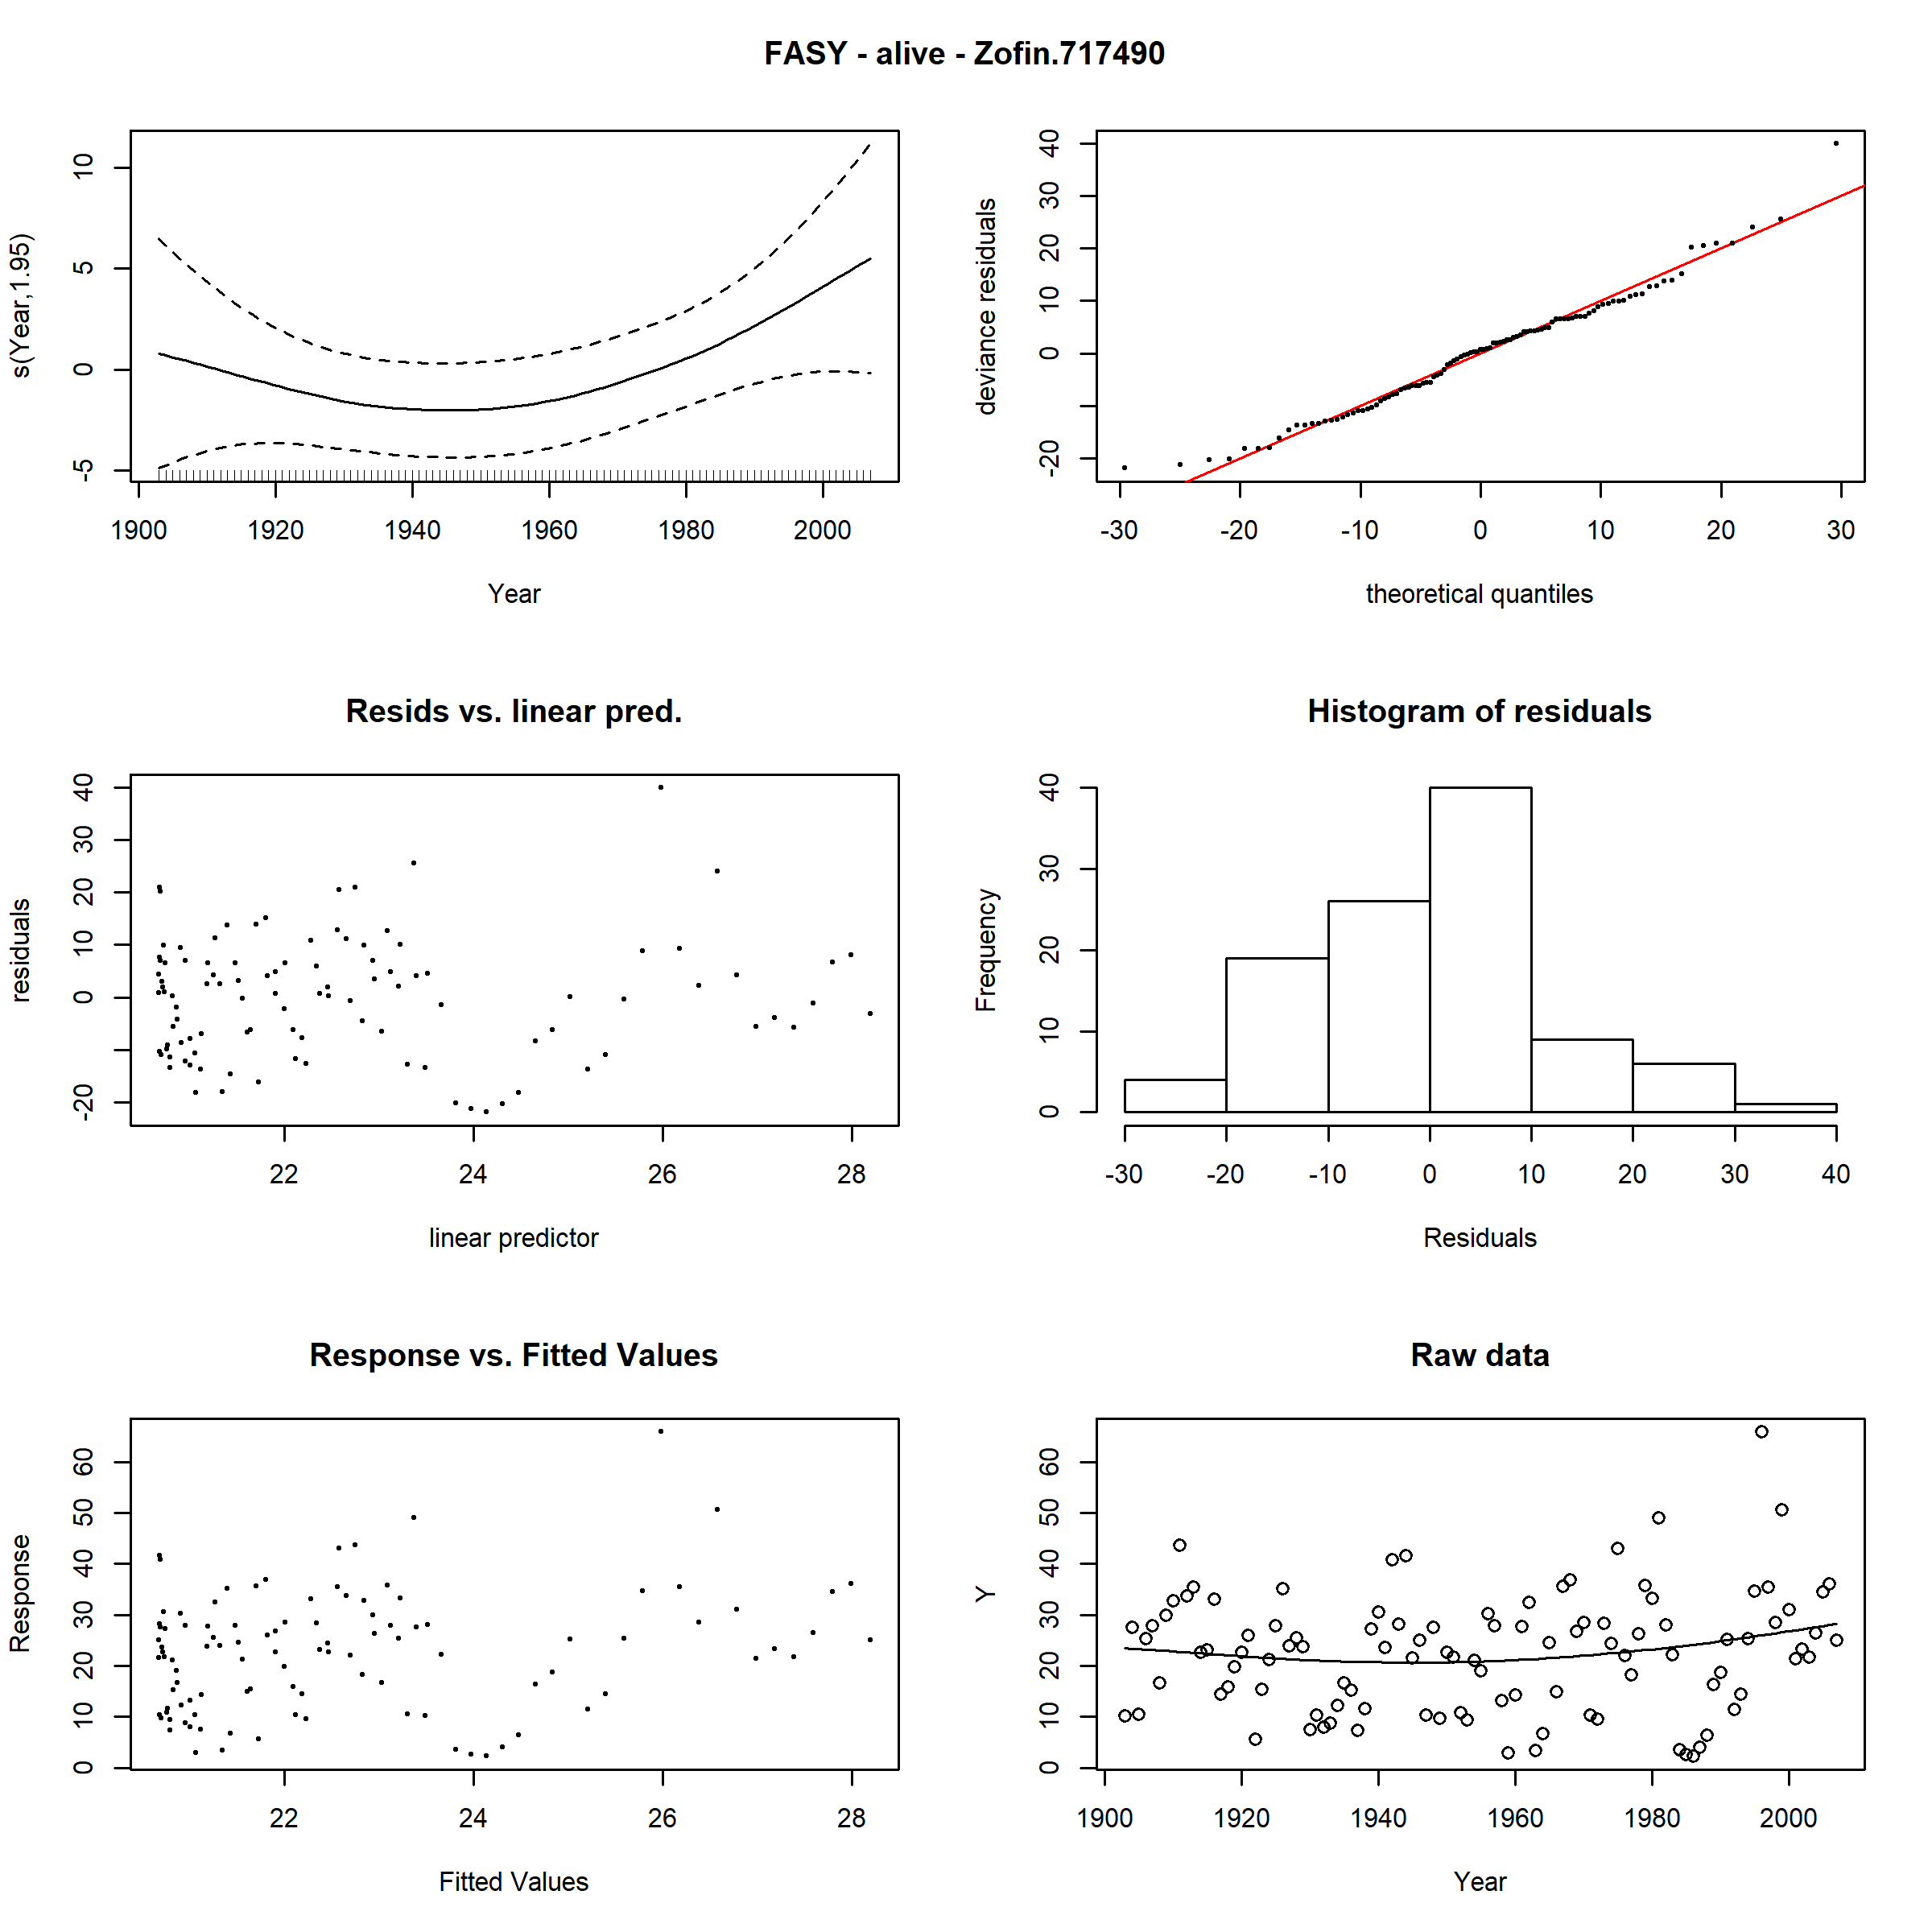 FASY - alive - Zofin.717490
s(Year,1.95)
-5 0 5 10
1900 1920 1940 1960 1980 2000
Year
deviance residuals
-20 0 10 20 30 40
-30 -20 -10 0 10 20 30
theoretical quantiles
Resids vs. linear pred.
residuals
-20 0 10 20 30 40
22 24 26 28
linear predictor
Histogram of residuals
Frequency
0 10 20 30 40
-30 -20 -10 0 10 20 30 40
Residuals
Response vs. Fitted Values
Response
0 10 20 30 40 50 60
22 24 26 28
Fitted Values
Raw data
Y
0 10 20 30 40 50 60
1900 1920 1940 1960 1980 2000
Year